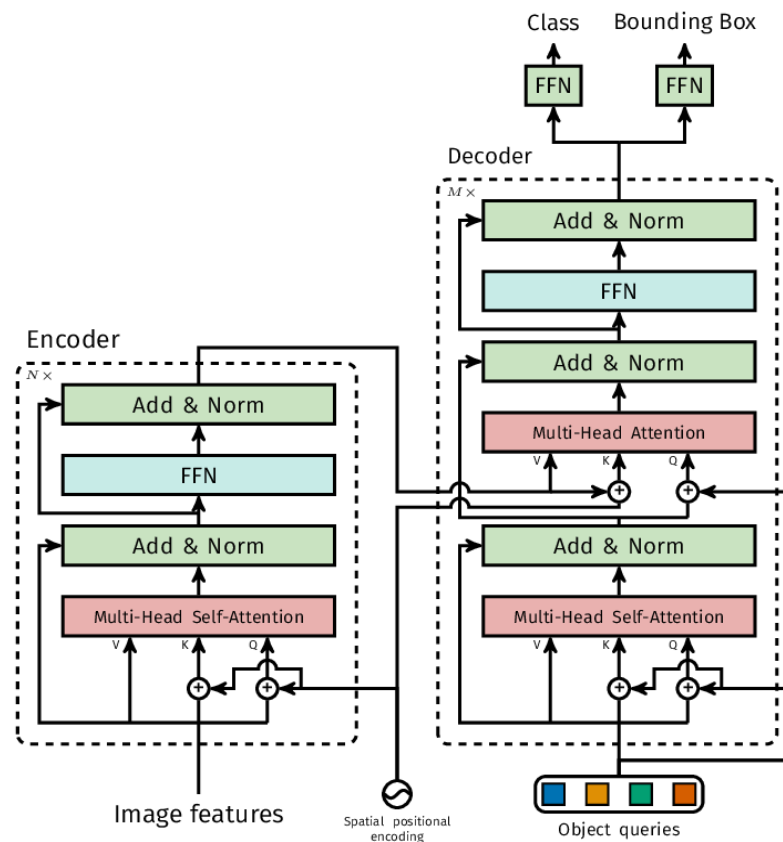 Class
Bounding Box
FFN
FFN
Decoder
M×
Add & Norm
FFN
Add & Norm
Multi-Head Attention
V
K
Q
Add & Norm
Multi-Head Self-Attention
V
K
Q
Object queries
Encoder
N×
Add & Norm
FFN
Add & Norm
Multi-Head Self-Attention
V
K
Q
Image features
Spatial positional
encoding